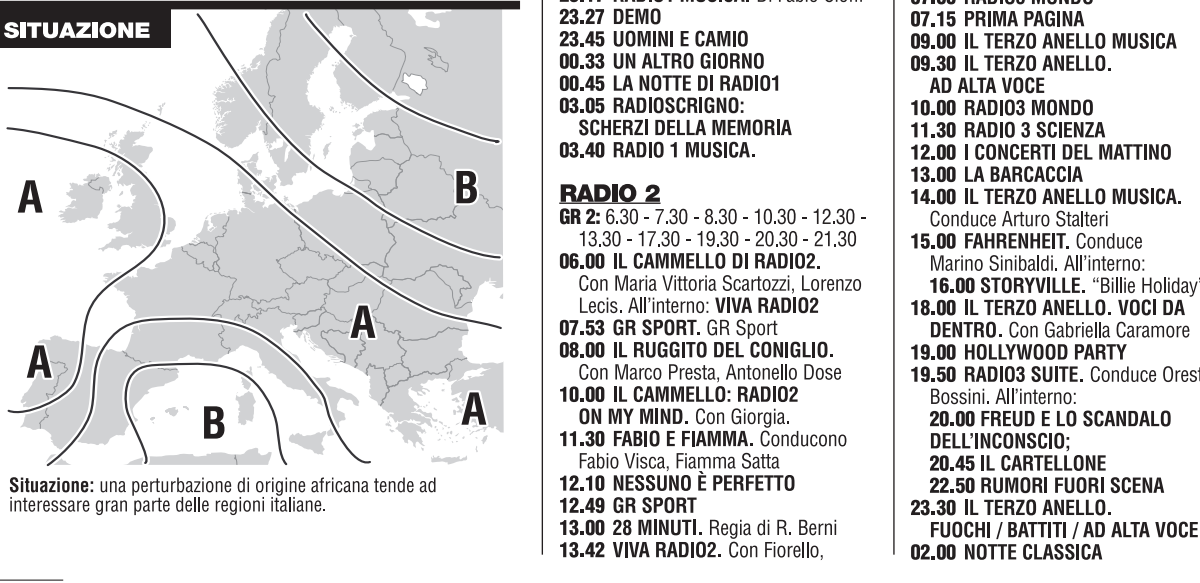 SITUAZIONE
A
B
A
A
A
B
Situazione: una perturbazione di origine africana tende ad
interessare gran parte delle regioni italiane.
23.27 DEMO
23.45 UOMINI E CAMIO
00.33 UN ALTRO GIORNO
00.45 LA NOTTE DI RADIO1
03.05 RADIOSCRIGNO:
SCHERZI DELLA MEMORIA
03.40 RADIO 1 MUSICA.
RADIO 2
GR 2: 6.30 - 7.30 - 8.30 - 10.30 - 12.30 -
13.30 - 17.30 - 19.30 - 20.30 - 21.30
06.00 IL CAMMELLO DI RADIO2.
Con Maria Vittoria Scartozzi, Lorenzo
Lecis. All'interno: VIVA RADIO2
07.53 GR SPORT. GR Sport
08.00 IL RUGGITO DEL CONIGLIO.
Con Marco Presta, Antonello Dose
10.00 IL CAMMELLO: RADIO2
ON MY MIND. Con Giorgia.
11.30 FABIO E FIAMMA. Conducono
Fabio Visca, Fiamma Satta
12.10 NESSUNO È PERFETTO
12.49 GR SPORT
13.00 28 MINUTI. Regia di R. Berni
13.42 VIVA RADIO2. Con Fiorello,
07.15 PRIMA PAGINA
09.00 IL TERZO ANELLO MUSICA
09.30 IL TERZO ANELLO.
AD ALTA VOCE
10.00 RADIO3 MONDO
11.30 RADIO 3 SCIENZA
12.00 I CONCERTI DEL MATTINO
13.00 LA BARCACCIA
14.00 IL TERZO ANELLO MUSICA.
Conduce Arturo Stalteri
15.00 FAHRENHEIT. Conduce
Marino Sinibaldi. All'interno:
16.00 STORYVILLE. "Billie Holiday"
18.00 IL TERZO ANELLO. VOCI DA
DENTRO. Con Gabriella Caramore
19.00 HOLLYWOOD PARTY
19.50 RADIO3 SUITE. Conduce Orest
Bossini. All'interno:
20.00 FREUD E LO SCANDALO
DELL'INCONSCIO;
20.45 IL CARTELLONE
22.50 RUMORI FUORI SCENA
23.30 IL TERZO ANELLO.
FUOCHI / BATTITI / AD ALTA VOCE
02.00 NOTTE CLASSICA